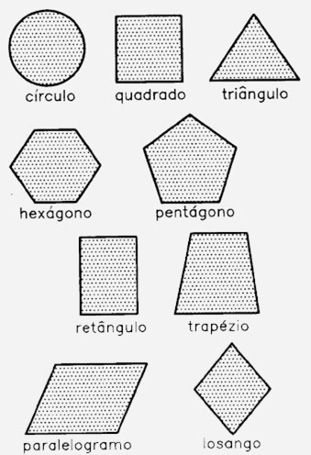 círculo quadrado triângulo
hexágono pentágono
retângulo trapézio
paralelogramo losango